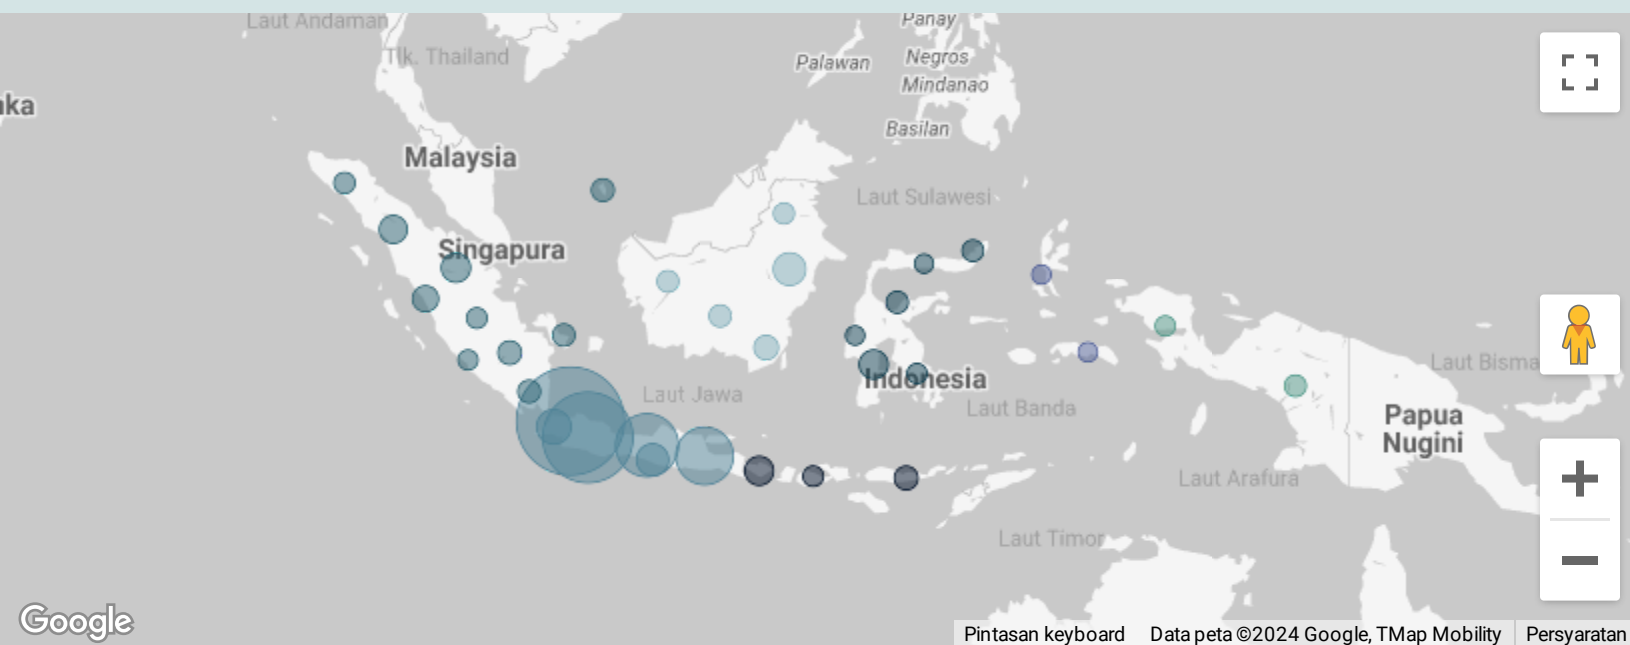 Panay
Laut Andaman
Tlk. Thailand
Palawan
Negros
Mindanao
nka
Basilan
Malaysia
Laut Sulawesi
Singapura
Laut Bisma
Indonesia
Laut Jawa
Laut Banda
Papua
Nugini
Laut Arafura
Laut Timor
Google
Pintasan keyboard
Data peta ©2024 Google, TMap Mobility
Persyaratan